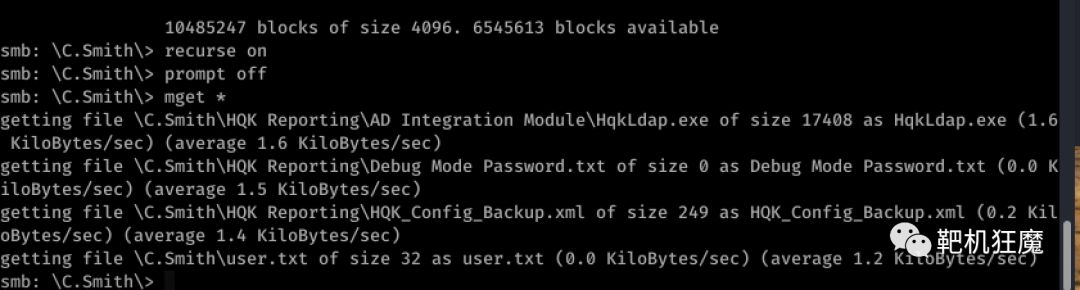 10485247 blocks of size 4096. 6545613 blocks available
smb: \C.Smith\> recurse on
smb: \C.Smith\> prompt off
smb: \C.Smith\> mget *
getting file \C.Smith\HQK Reporting\AD Integration Module\HqkLdap.exe of size 17408 as HqkLdap.exe (1.6
 KiloBytes/sec) (average 1.6 KiloBytes/sec)
getting file \C.Smith\HQK Reporting\Debug Mode Password.txt of size 0 as Debug Mode Password.txt (0.0 K
iloBytes/sec) (average 1.5 KiloBytes/sec)
getting file \C.Smith\HQK Reporting\HQK_Config_Backup.xml of size 249 as HQK_Config_Backup.xml (0.2 Kil
oBytes/sec) (average 1.4 KiloBytes/sec)
靶机狂魔
getting file \C.Smith\user.txt of size 32 as user.txt (0.0 KiloBytes/sec) (average 1.2 KiloBytes/sec)
smb: \C.Smith\>